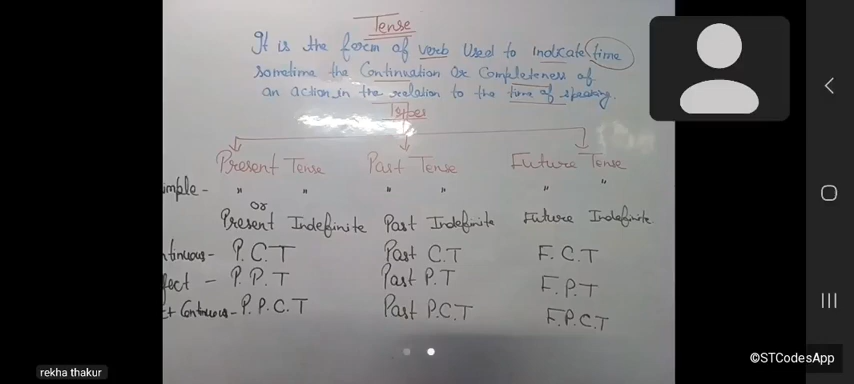 Tense
It is the form of verb used to indicate time
sometime the Continuation Or Completeness of
an action, in the relation to the time of speaking.
Types
Present Tense Past Tense Future Tense
imple - " " " " " "
or
Present Indefinite Past Indefinite Future Indefinite
ntinuous - P.C.T Past C.T F.C.T
fect - P.P.T Past P.T F.P.T
ct Continuous - P.P.C.T Past P.C.T F.P.C.T
©STCodesApp
rekha thakur